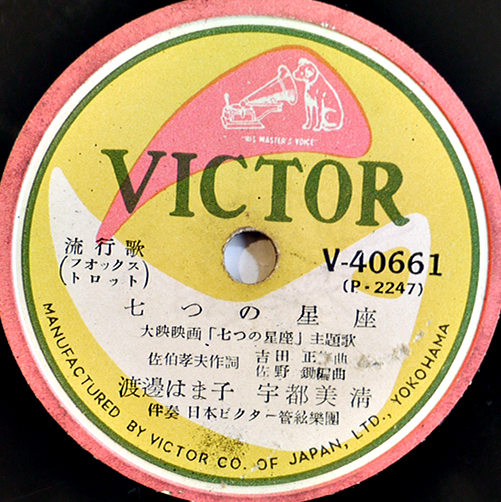 "HIS MASTER'S VOICE"
VICTOR
流行歌
(フオックス
トロット)
V-40661
(P-2247)
七つの星座
大映映画「七つの星座」主題歌
佐伯孝夫作詞 吉田正作曲
佐野鋤編曲
渡邊はま子 宇都美清
伴奏 日本ビクター管絃樂團
MANUFACTURED BY VICTOR CO. OF JAPAN, LTD., YOKOHAMA